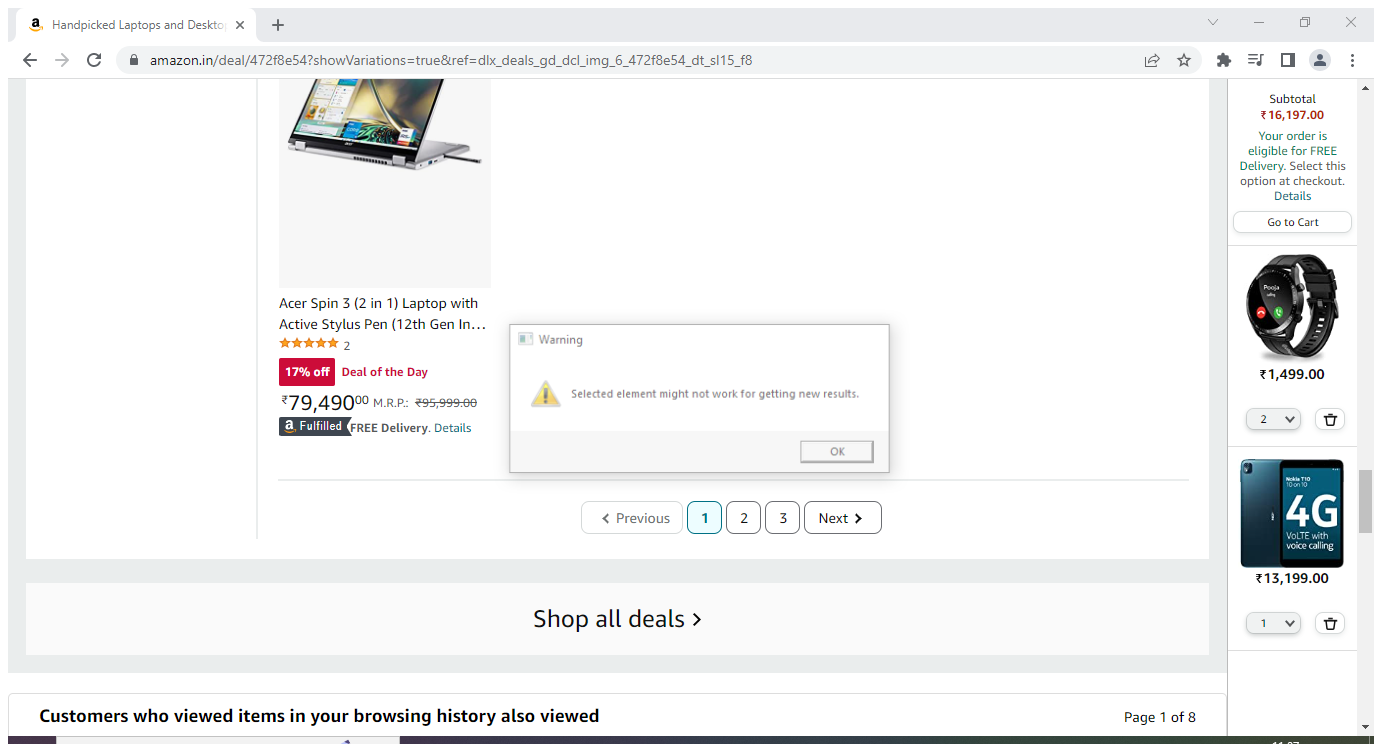 Handpicked Laptops and Deskto
amazon.in/deal/472f8e54?showVariations=true&ref=dlx_deals_gd_dcl_img_6_472f8e54_dt_sl15_f8
Acer Spin 3 (2 in 1) Laptop with
Active Stylus Pen (12th Gen In...
2
17% off Deal of the Day
₹79,49000 M.R.P.: ₹95,999.00
a Fulfilled FREE Delivery. Details
Warning
Selected element might not work for getting new results.
OK
Previous 1 2 3 Next
Shop all deals
Customers who viewed items in your browsing history also viewed
Page 1 of 8
Subtotal
₹16,197.00
Your order is
eligible for FREE
Delivery. Select this
option at checkout.
Details
Go to Cart
Pooja
calling
₹1,499.00
2
Nokia T10
10 on 10
4G
VoLTE with
voice calling
₹13,199.00
1